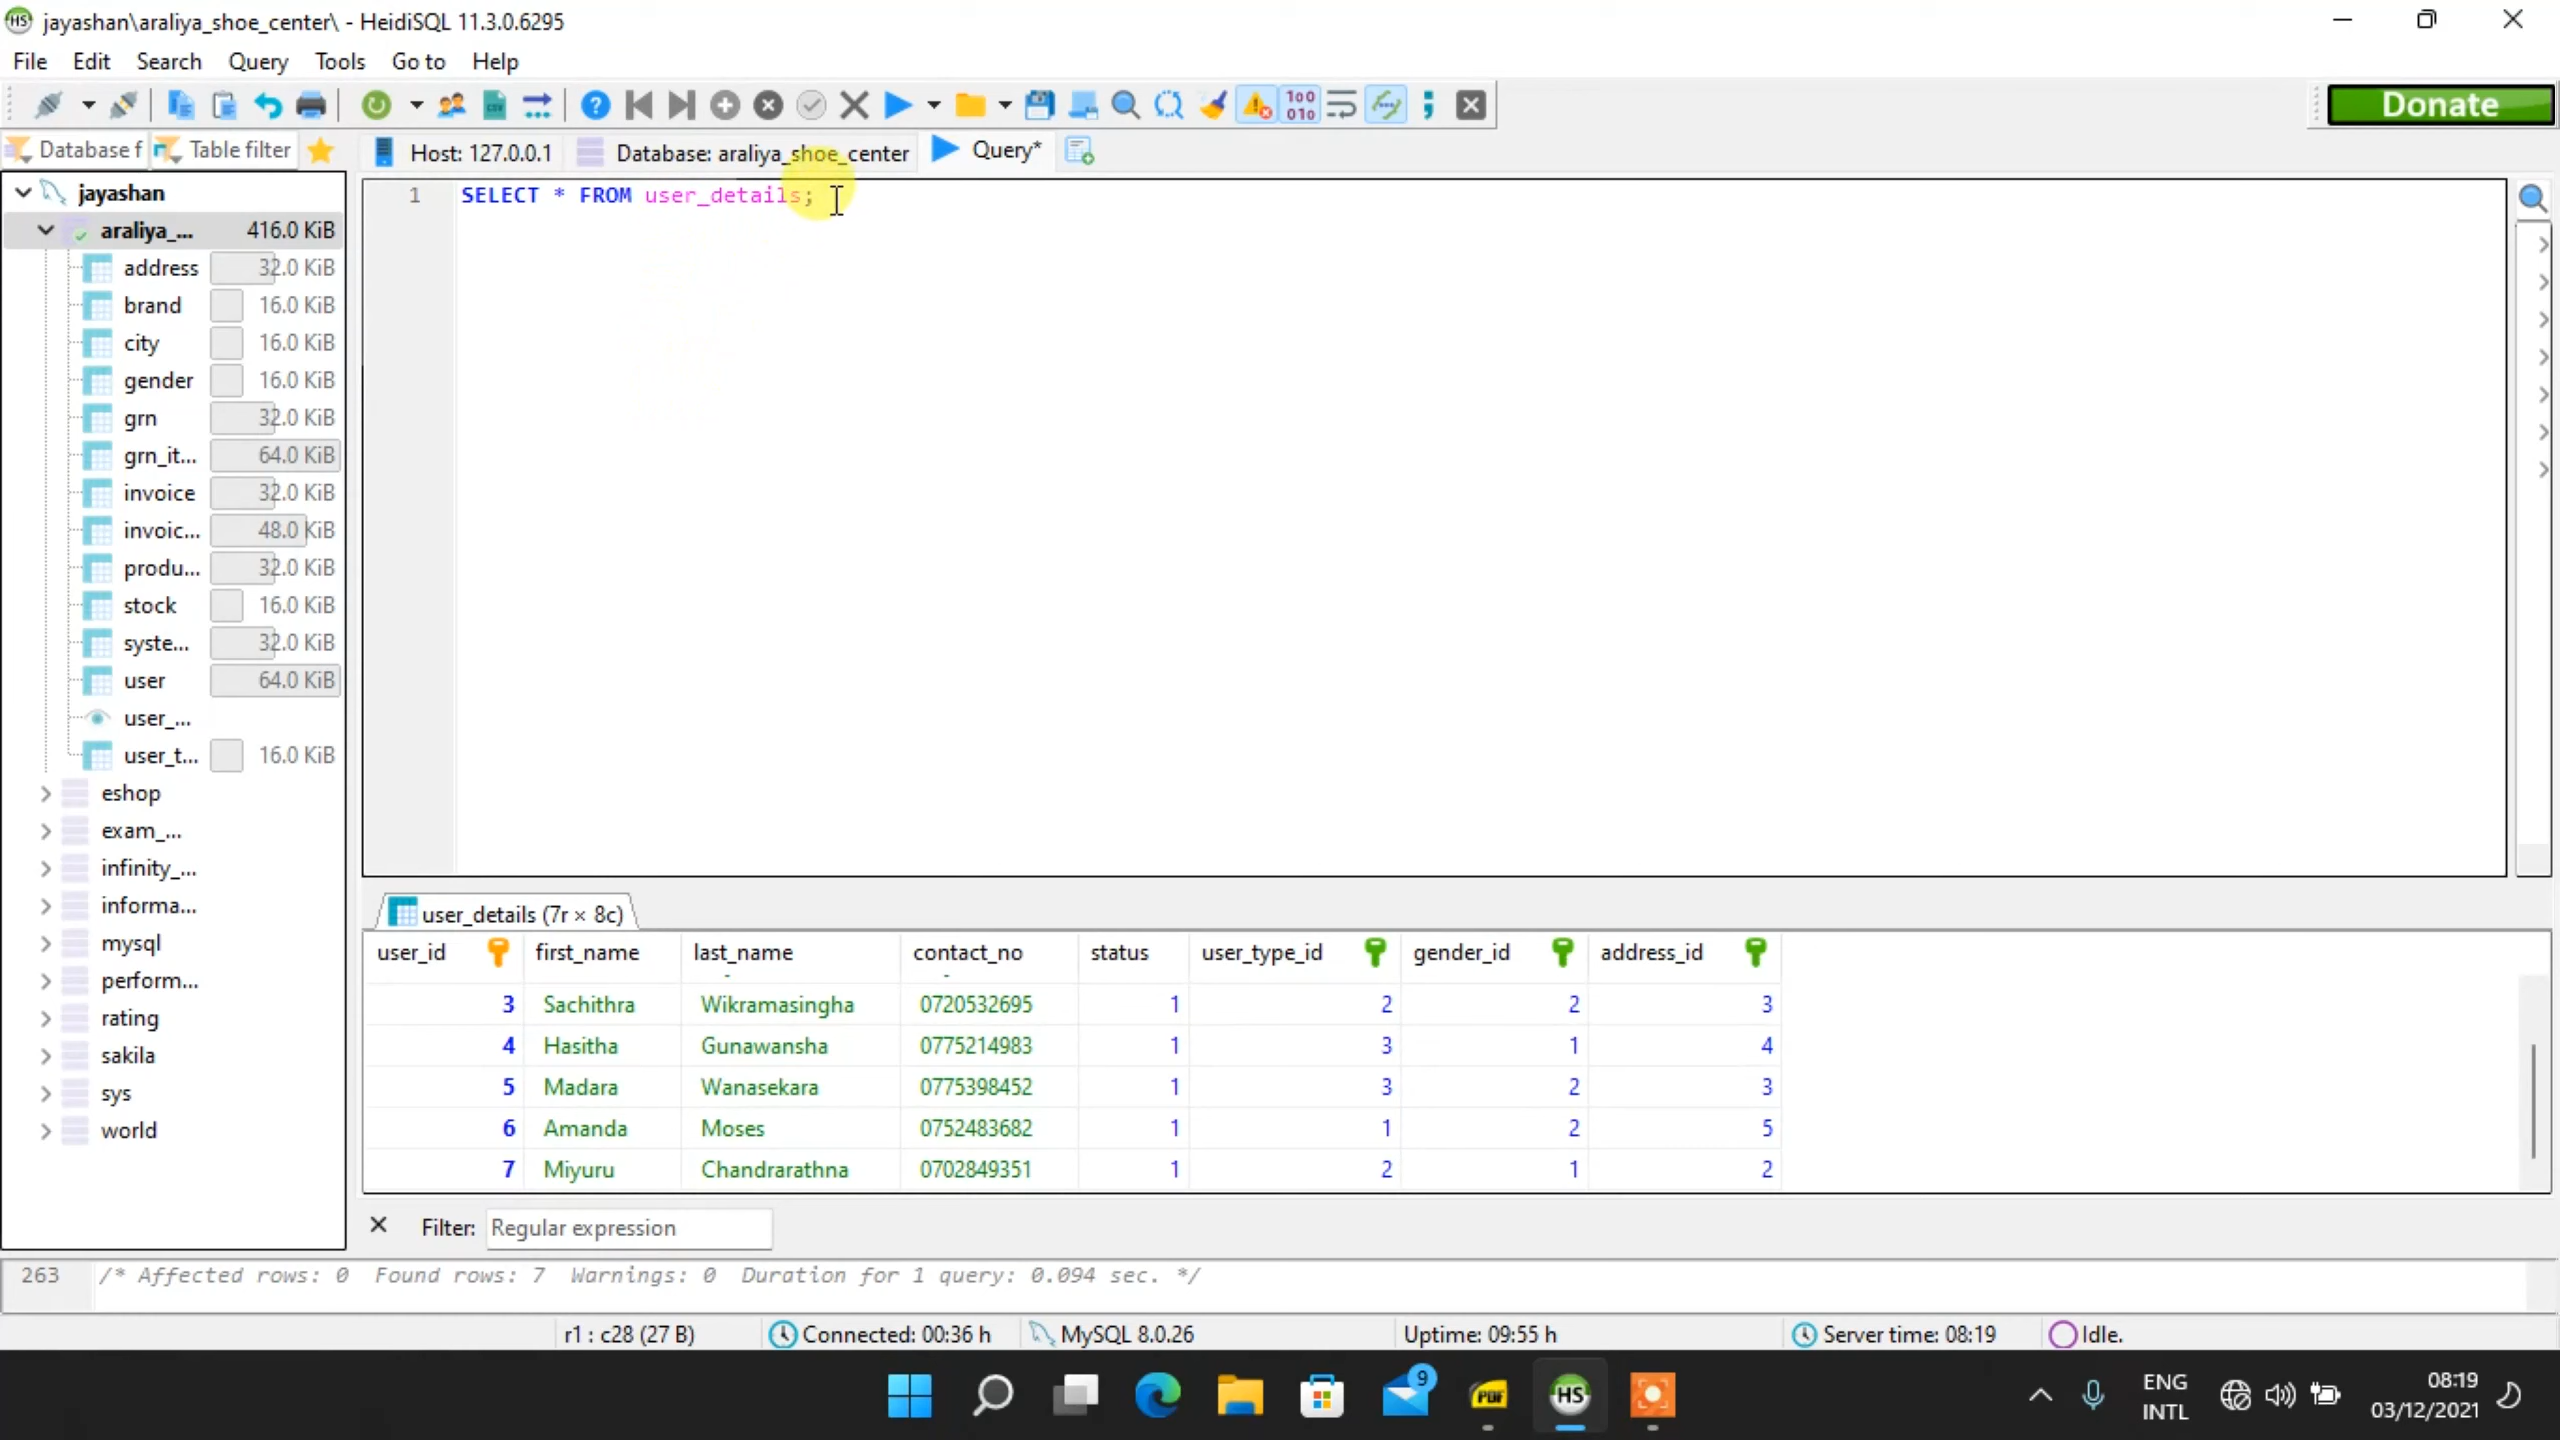 jayashan\araliya_shoe_center\ - HeidiSQL 11.3.0.6295
File Edit Search Query Tools Go to Help
Donate
Database f Table filter Host: 127.0.0.1 Database: araliya_shoe_center Query*
1 SELECT * FROM user_details;
jayashan
araliya_... 416.0 KiB
address 32.0 KiB
brand 16.0 KiB
city 16.0 KiB
gender 16.0 KiB
grn 32.0 KiB
grn_it... 64.0 KiB
invoice 32.0 KiB
invoic... 48.0 KiB
produ... 32.0 KiB
stock 16.0 KiB
syste... 32.0 KiB
user 64.0 KiB
user_...
user_t... 16.0 KiB
eshop
exam_...
infinity_...
informa...
mysql
perform...
rating
sakila
sys
world
user_details (7r × 8c)
user_id first_name last_name contact_no status user_type_id gender_id address_id
3 Sachithra Wikramasingha 0720532695 1 2 2 3
4 Hasitha Gunawansha 0775214983 1 3 1 4
5 Madara Wanasekara 0775398452 1 3 2 3
6 Amanda Moses 0752483682 1 1 2 5
7 Miyuru Chandrarathna 0702849351 1 2 1 2
Filter: Regular expression
263 /* Affected rows: 0 Found rows: 7 Warnings: 0 Duration for 1 query: 0.094 sec. */
r1 : c28 (27 B) Connected: 00:36 h MySQL 8.0.26 Uptime: 09:55 h Server time: 08:19 Idle.
9
PDF
HS
ENG
INTL
08:19
03/12/2021